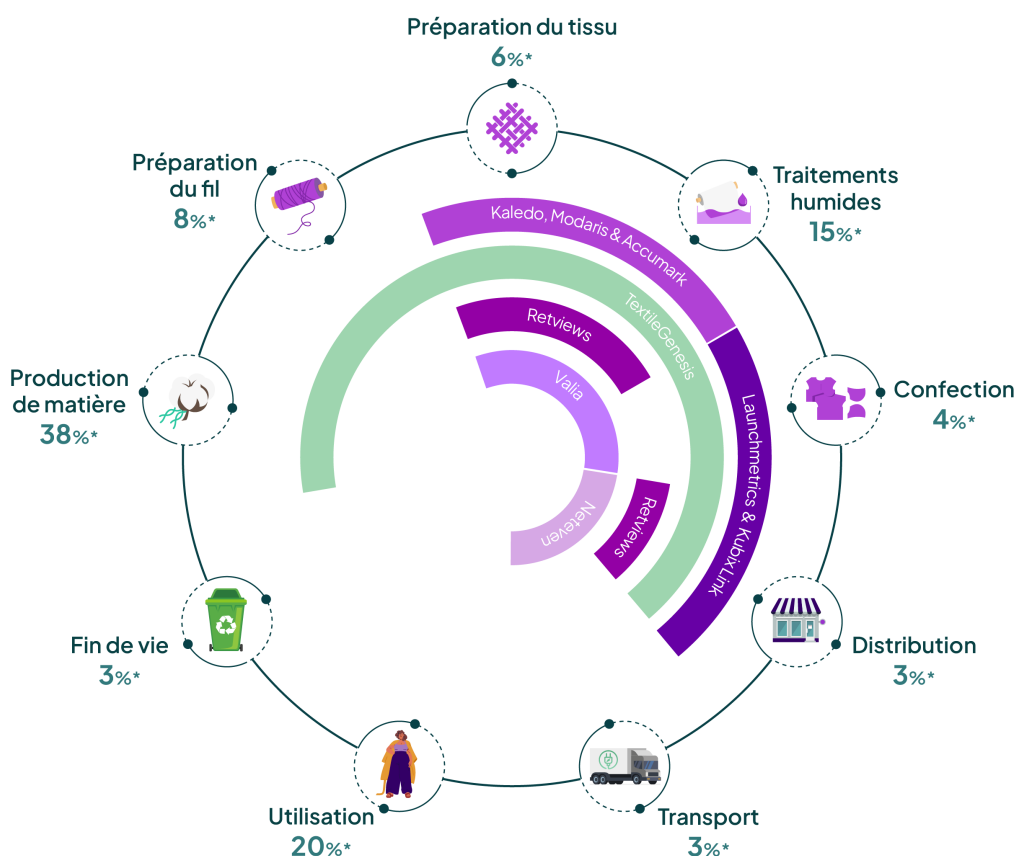 Préparation du tissu
6%*
Préparation
du fil
8%*
Traitements
humides
15%*
Kaledo, Modaris & Accumark
TextileGenesis
Retviews
Valia
Production
de matière
38%*
Confection
4%*
Launchmetrics & Kubix Link
Retviews
Neteven
Fin de vie
3%*
Distribution
3%*
Utilisation
20%*
Transport
3%*